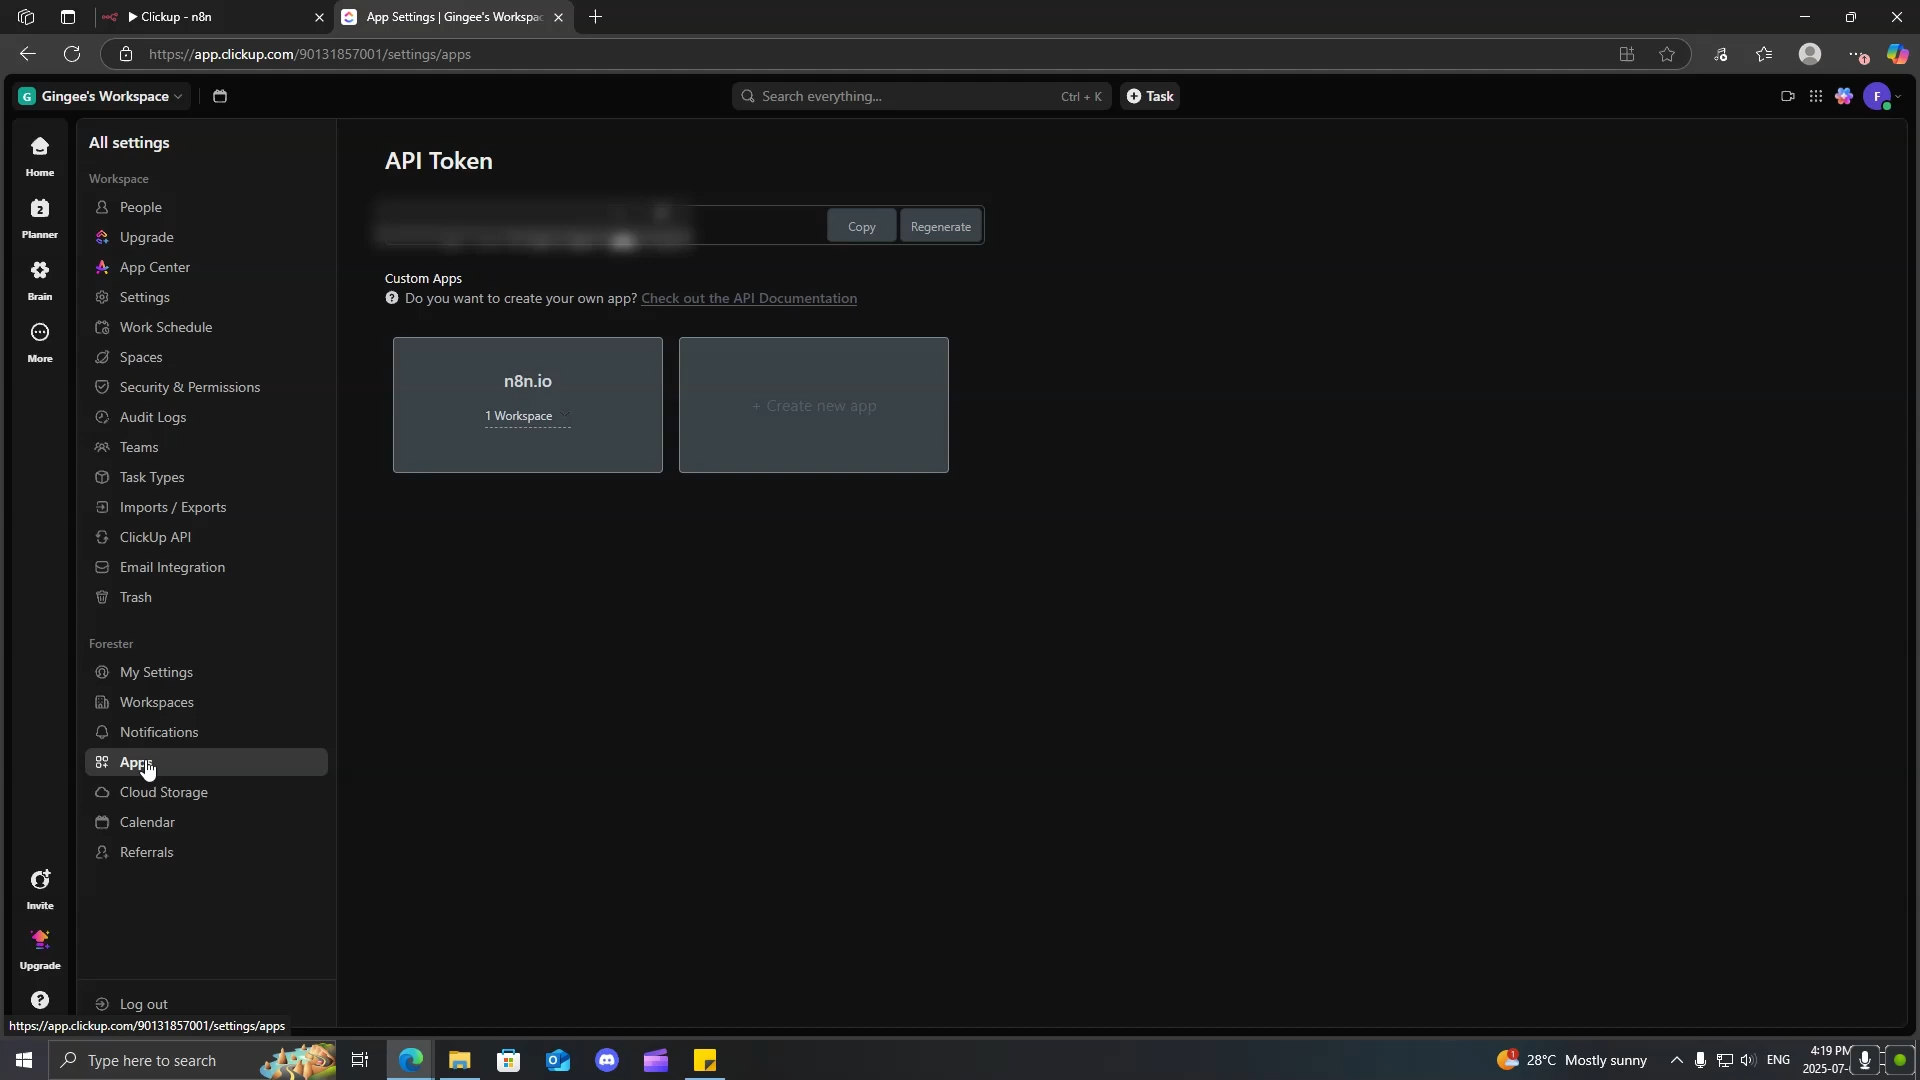 Clickup - n8n
App Settings | Gingee's Workspac
https://app.clickup.com/90131857001/settings/apps
G Gingee's Workspace
Search everything...
Ctrl + K
Task
F
Home
2
Planner
Brain
More
Invite
Upgrade
All settings
Workspace
People
Upgrade
App Center
Settings
Work Schedule
Spaces
Security & Permissions
Audit Logs
Teams
Task Types
Imports / Exports
ClickUp API
Email Integration
Trash
Forester
My Settings
Workspaces
Notifications
Apps
Cloud Storage
Calendar
Referrals
Log out
https://app.clickup.com/90131857001/settings/apps
API Token
Copy
Regenerate
Custom Apps
Do you want to create your own app? Check out the API Documentation
n8n.io
1 Workspace
+ Create new app
Type here to search
1
28°C Mostly sunny
ENG
4:19 PM
2025-07-